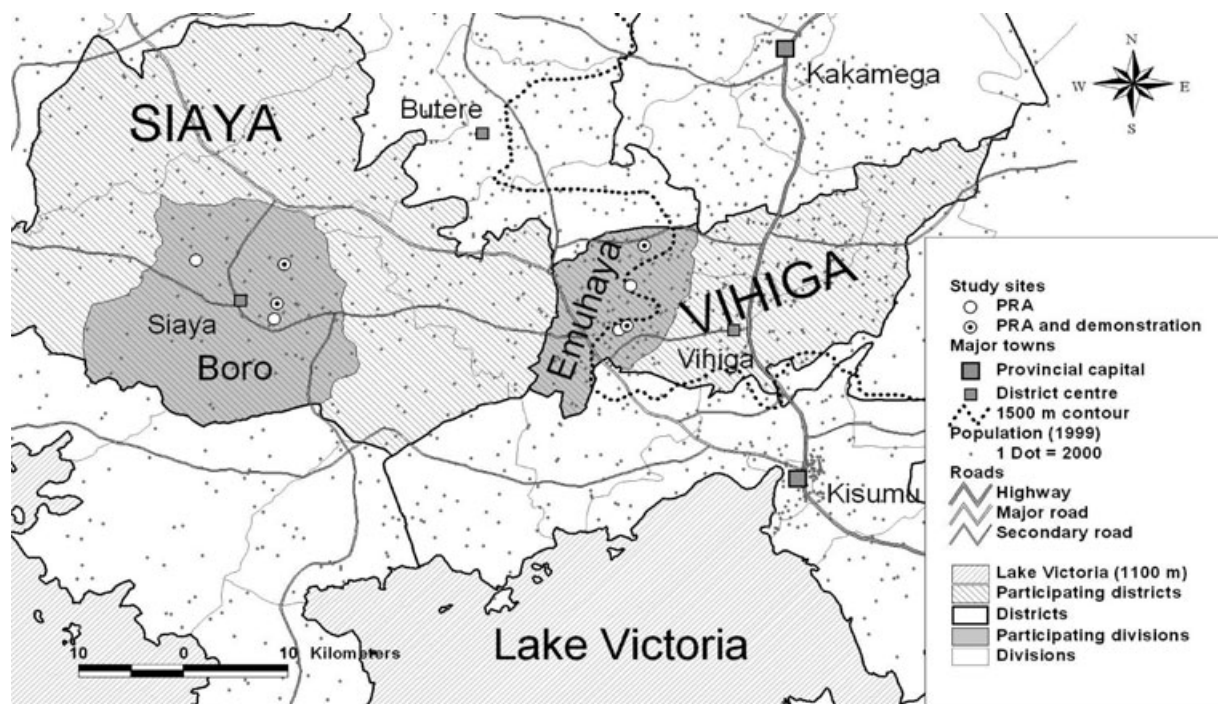 SIAYA
Butere
Kakamega
N
W E
S
Emuhaya
VIHIGA
Siaya
Boro
Vihiga
Kisumu
Lake Victoria
10 0 10 Kilometers
Study sites
PRA
PRA and demonstration
Major towns
Provincial capital
District centre
1500 m contour
Population (1999)
1 Dot = 2000
Roads
Highway
Major road
Secondary road
Lake Victoria (1100 m)
Participating districts
Districts
Participating divisions
Divisions